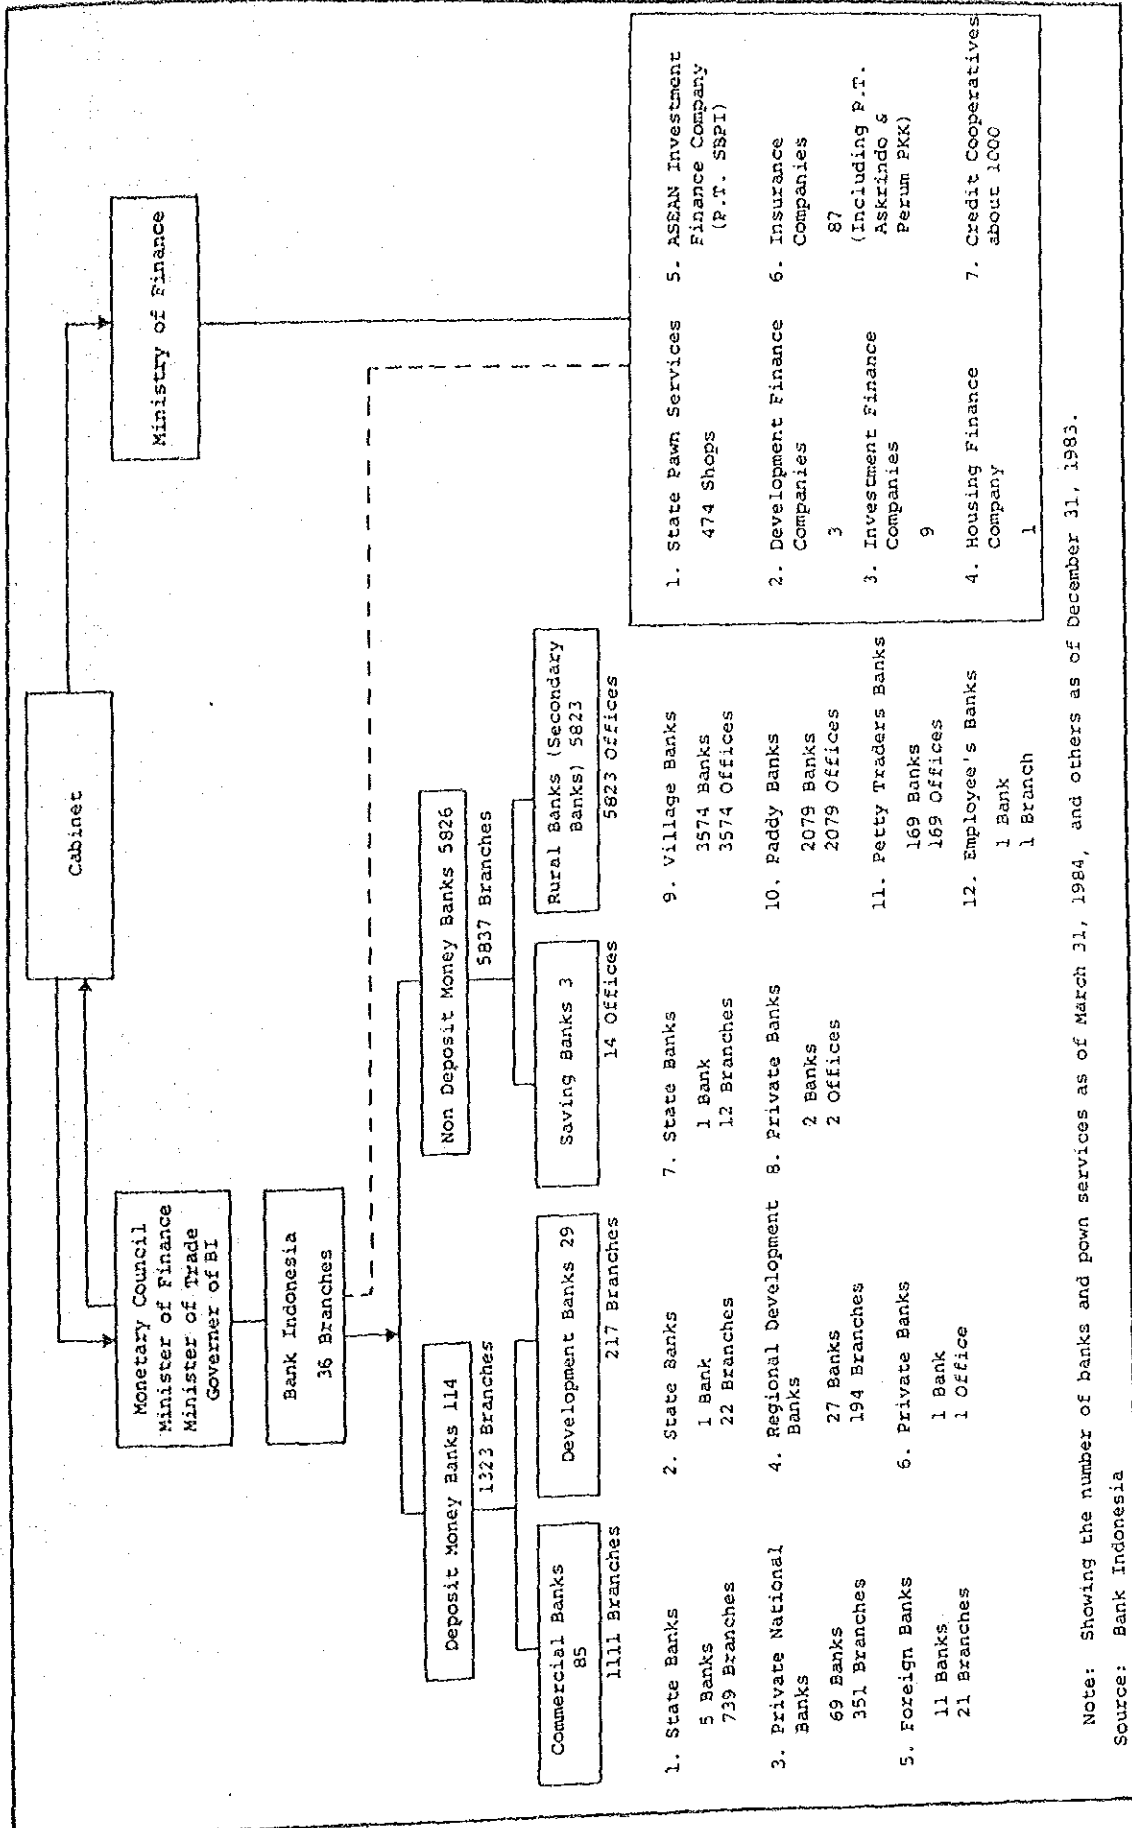 Cabinet
Monetary Council
Minister of Finance
Minister of Trade
Governer of BI
Ministry of Finance
Bank Indonesia
36 Branches
Deposit Money Banks 114
1323 Branches
Non Deposit Money Banks 5826
5837 Branches
Commercial Banks
85
1111 Branches
Development Banks 29
217 Branches
Saving Banks 3
14 Offices
Rural Banks (Secondary
Banks) 5823
5823 Offices
1. State Banks
5 Banks
739 Branches
3. Private National
Banks
69 Banks
351 Branches
5. Foreign Banks
11 Banks
21 Branches
2. State Banks
1 Bank
22 Branches
4. Regional Development
Banks
27 Banks
194 Branches
6. Private Banks
1 Bank
1 Office
7. State Banks
1 Bank
12 Branches
8. Private Banks
2 Banks
2 Offices
9. Village Banks
3574 Banks
3574 Offices
10. Paddy Banks
2079 Banks
2079 Offices
11. Petty Traders Banks
169 Banks
169 Offices
12. Employee's Banks
1 Bank
1 Branch
1. State Pawn Services
474 Shops
2. Development Finance
Companies
3
3. Investment Finance
Companies
9
4. Housing Finance
Company
1
5. ASEAN Investment
Finance Company
(P.T. SBPI)
6. Insurance
Companies
87
(Including P.T.
Askrindo &
Perum PKK)
7. Credit Cooperatives
about 1000
Note: Showing the number of banks and pown services as of March 31, 1984, and others as of December 31, 1983.
Source: Bank Indonesia